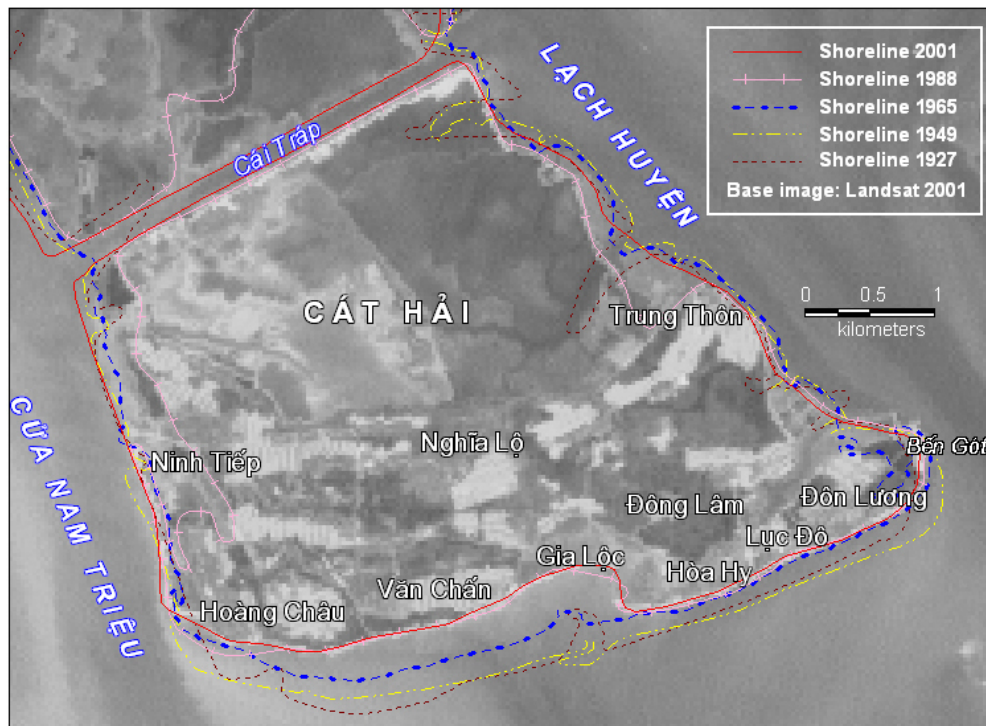 Shoreline 2001
Shoreline 1988
Shoreline 1965
Shoreline 1949
Shoreline 1927
Base image: Landsat 2001
LẠCH HUYỆN
Cái Tráp
0 0.5 1
kilometers
CÁT HẢI
Trung Thôn
CỬA NAM TRIỆU
Ninh Tiếp
Nghĩa Lộ
Bến Gót
Đôn Lương
Đông Lâm
Lục Đô
Gia Lộc
Hòa Hy
Văn Chấn
Hoàng Châu